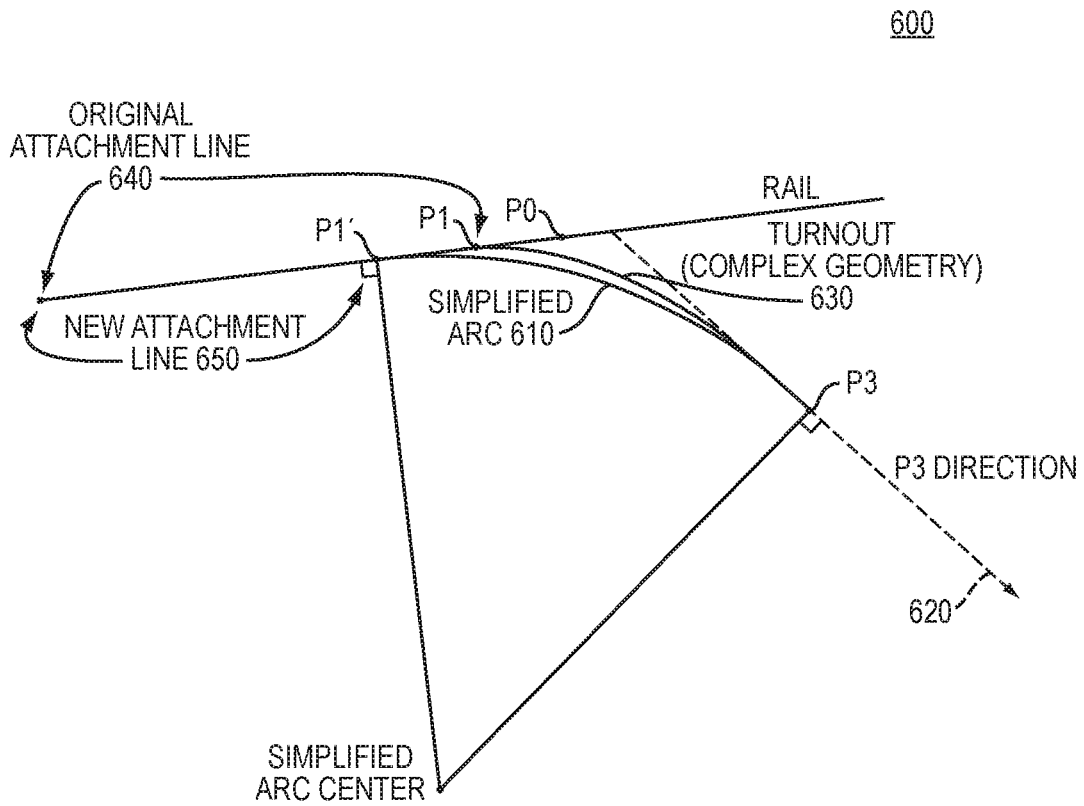 600
ORIGINAL
ATTACHMENT LINE
640
RAIL
P0
P1
P1′
TURNOUT
(COMPLEX GEOMETRY)
630
SIMPLIFIED
ARC 610
NEW ATTACHMENT
LINE 650
P3
P3 DIRECTION
620
SIMPLIFIED
ARC CENTER